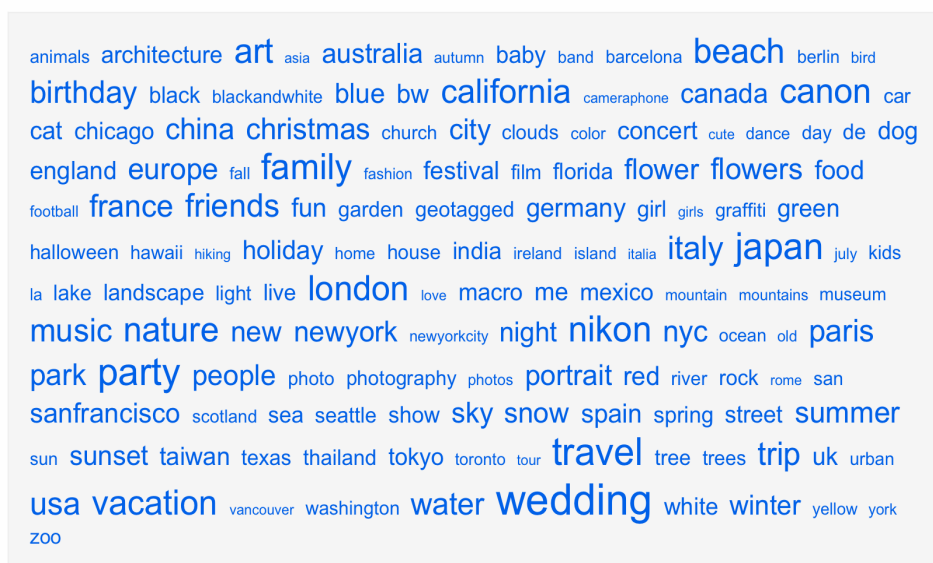 animals architecture art asia australia autumn baby band barcelona beach berlin bird
birthday black blackandwhite blue bw california cameraphone canada canon car
cat chicago china christmas church city clouds color concert cute dance day de dog
england europe fall family fashion festival film florida flower flowers food
football france friends fun garden geotagged germany girl girls graffiti green
halloween hawaii hiking holiday home house india ireland island italia italy japan july kids
la lake landscape light live london love macro me mexico mountain mountains museum
music nature new newyork newyorkcity night nikon nyc ocean old paris
park party people photo photography photos portrait red river rock rome san
sanfrancisco scotland sea seattle show sky snow spain spring street summer
sun sunset taiwan texas thailand tokyo toronto tour travel tree trees trip uk urban
usa vacation vancouver washington water wedding white winter yellow york
zoo